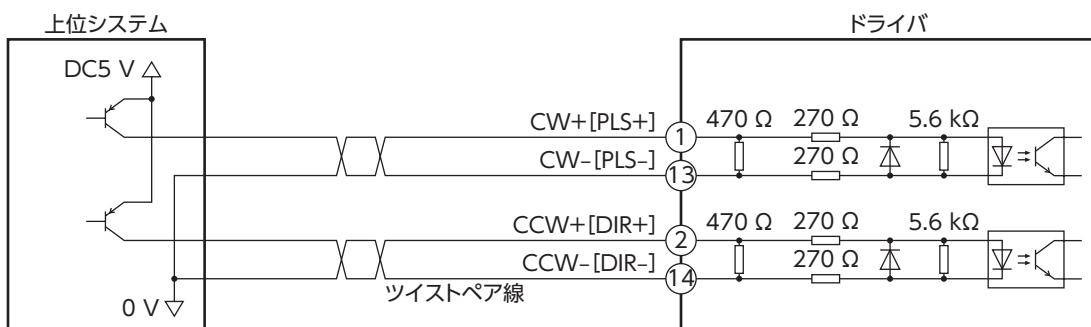 上位システム
ドライバ
DC5 V
CW+[PLS+]
1
470 Ω
270 Ω
5.6 kΩ
CW–[PLS–]
13
270 Ω
CCW+[DIR+]
2
470 Ω
270 Ω
5.6 kΩ
CCW–[DIR–]
14
270 Ω
ツイストペア線
0 V